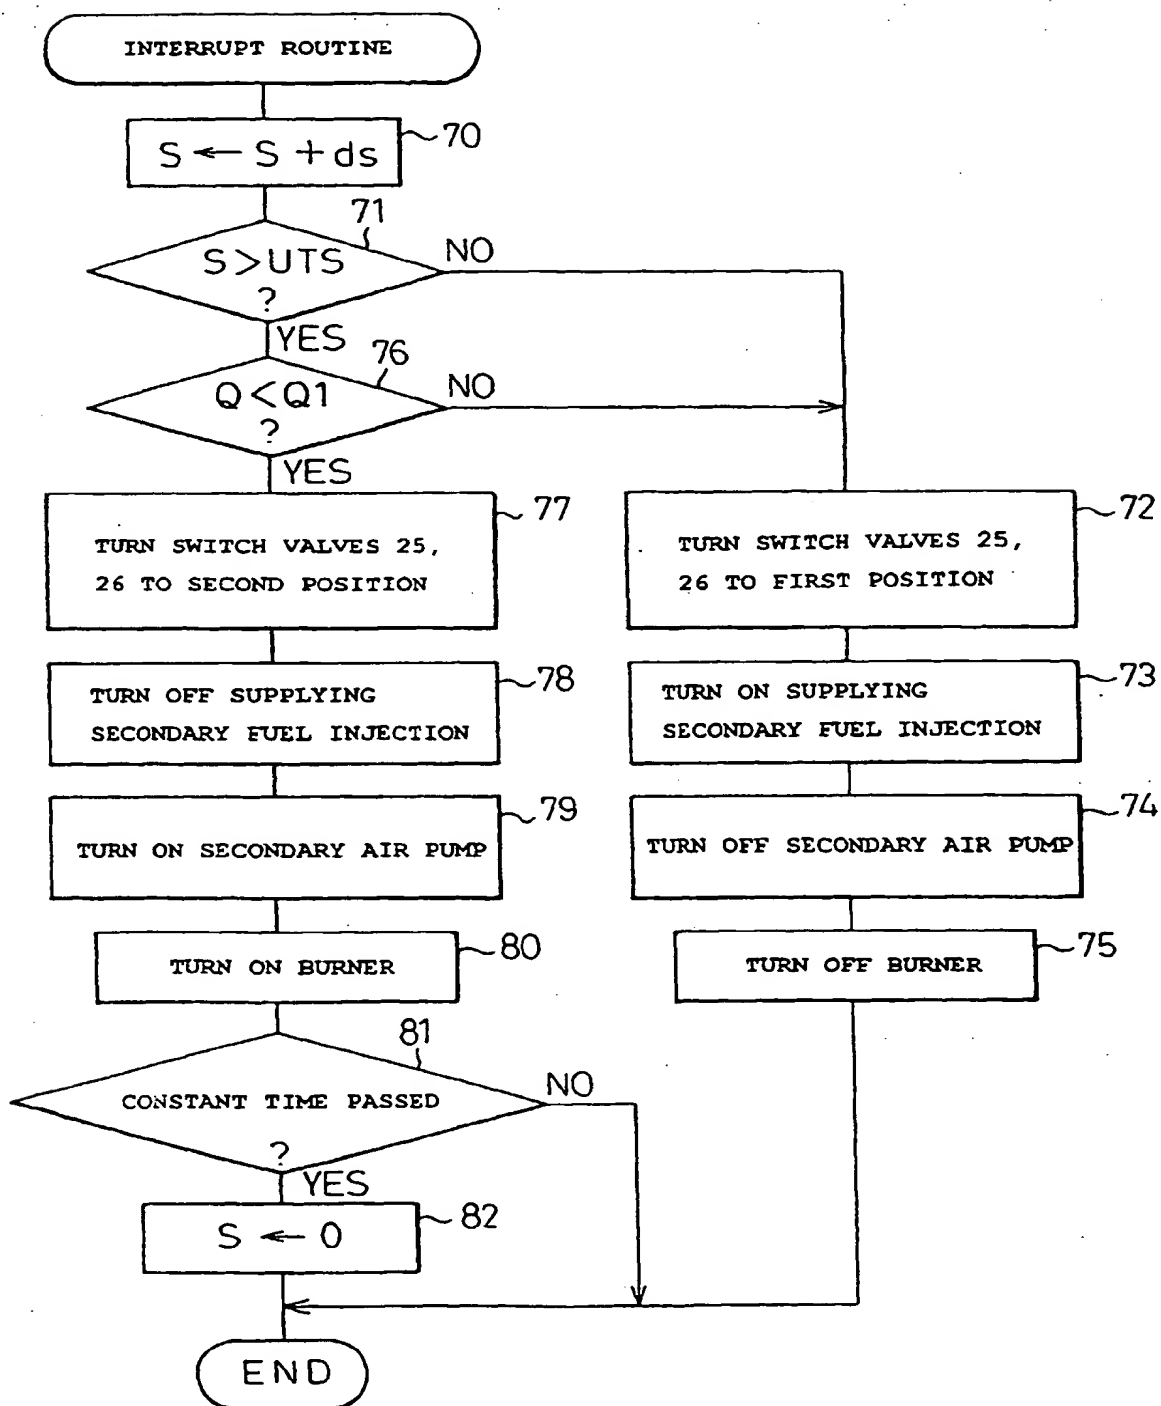 INTERRUPT ROUTINE
S ← S + ds
70
71
S>UTS
?
NO
YES
76
Q<Q1
?
NO
YES
77
TURN SWITCH VALVES 25,
26 TO SECOND POSITION
72
TURN SWITCH VALVES 25,
26 TO FIRST POSITION
78
TURN OFF SUPPLYING
SECONDARY FUEL INJECTION
73
TURN ON SUPPLYING
SECONDARY FUEL INJECTION
79
TURN ON SECONDARY AIR PUMP
74
TURN OFF SECONDARY AIR PUMP
80
TURN ON BURNER
75
TURN OFF BURNER
81
CONSTANT TIME PASSED
?
NO
YES
82
S ← 0
END